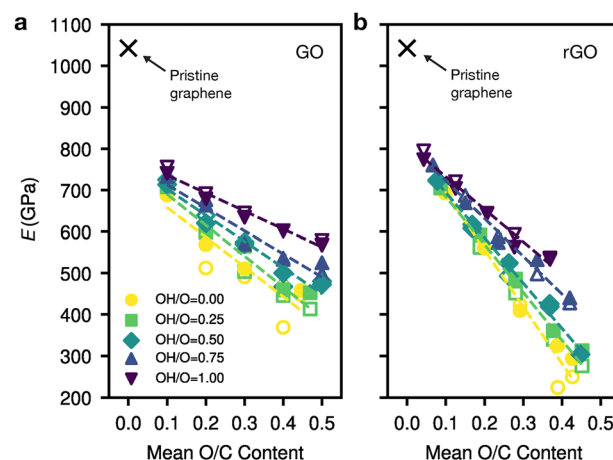 a
b
1100
1000
900
800
700
600
500
400
300
200
E (GPa)
GO
Pristine
graphene
OH/O=0.00
OH/O=0.25
OH/O=0.50
OH/O=0.75
OH/O=1.00
0.0 0.1 0.2 0.3 0.4 0.5
Mean O/C Content
rGO
Pristine
graphene
0.0 0.1 0.2 0.3 0.4 0.5
Mean O/C Content